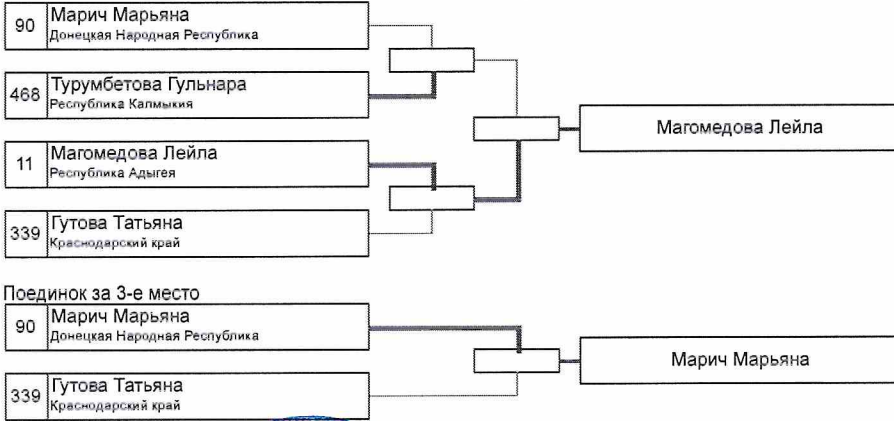 90
Марич Марьяна
Донецкая Народная Республика
468
Турумбетова Гульнара
Республика Калмыкия
11
Магомедова Лейла
Республика Адыгея
339
Гутова Татьяна
Краснодарский край
Магомедова Лейла
Поединок за 3-е место
90
Марич Марьяна
Донецкая Народная Республика
339
Гутова Татьяна
Краснодарский край
Марич Марьяна